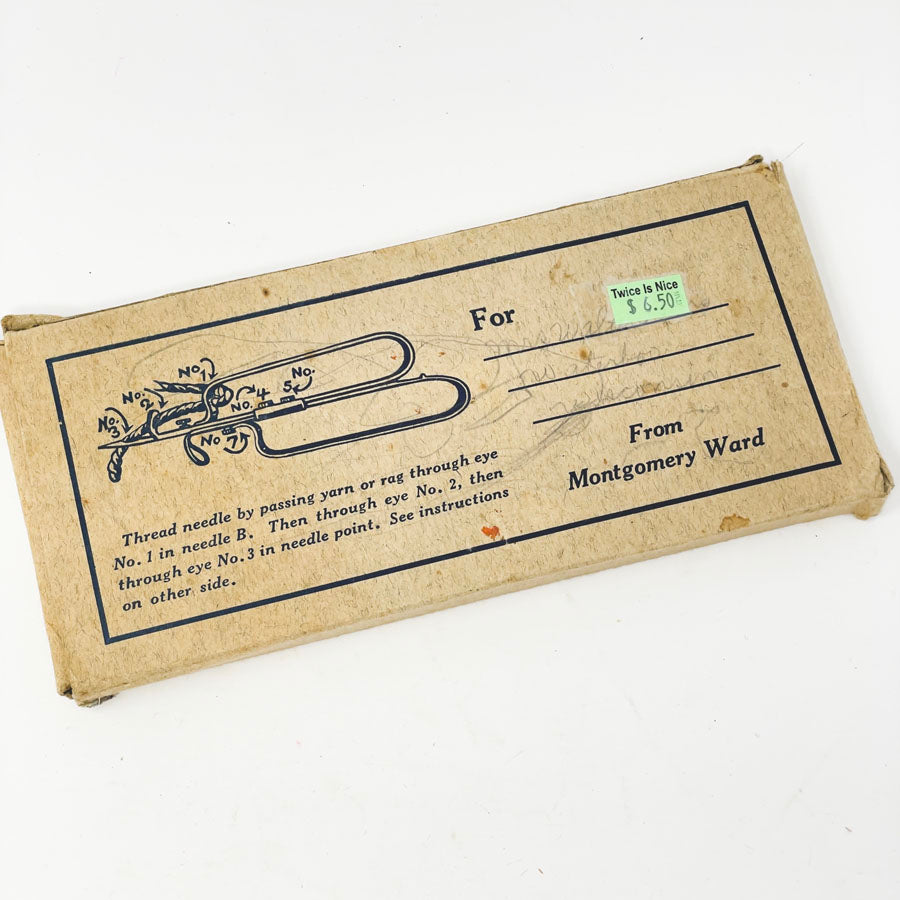 For
Twice Is Nice
$ 6.50
No. 1
No. 2
No. 3
No. 4
No. 5
No 7
Thread needle by passing yarn or rag through eye
No. 1 in needle B. Then through eye No. 2, then
through eye No. 3 in needle point. See instructions
on other side.
From
Montgomery Ward